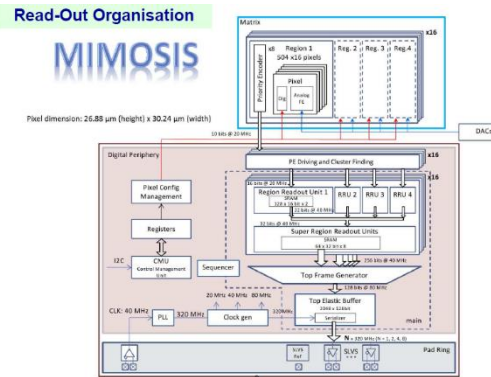 Read-Out Organisation
MIMOSIS
Pixel dimension: 26.88 µm (height) x 30.24 µm (width)
Matrix
x16
Priority Encoder
x8
Region 1
504 x16 pixels
Pixel
Dig
Analog
FE
Reg. 2
Reg. 3
Reg.4
10 bits @ 20 MHz
DACs
Digital Periphery
PE Driving and Cluster Finding
x16
16 bits @ 20 MHz
x16
Region Readout Unit 1
SRAM
RRU 2
RRU 3
RRU 4
32 bits @ 40 MHz
Super Region Readout Units
SRAM
256 bits @ 40 MHz
Top Frame Generator
128 bits @ 80 MHz
Pixel Config
Management
Registers
I2C
CMU
Control Management
Unit
Sequencer
20 MHz 40 MHz 80 MHz
Top Elastic Buffer
CLK: 40 MHz
PLL
320 MHz
Clock gen
320MHz
Serializer
main
N x 320 MHz (N = 1, 2, 4, 8)
Pad Ring
SLVS
Ref
SLVS